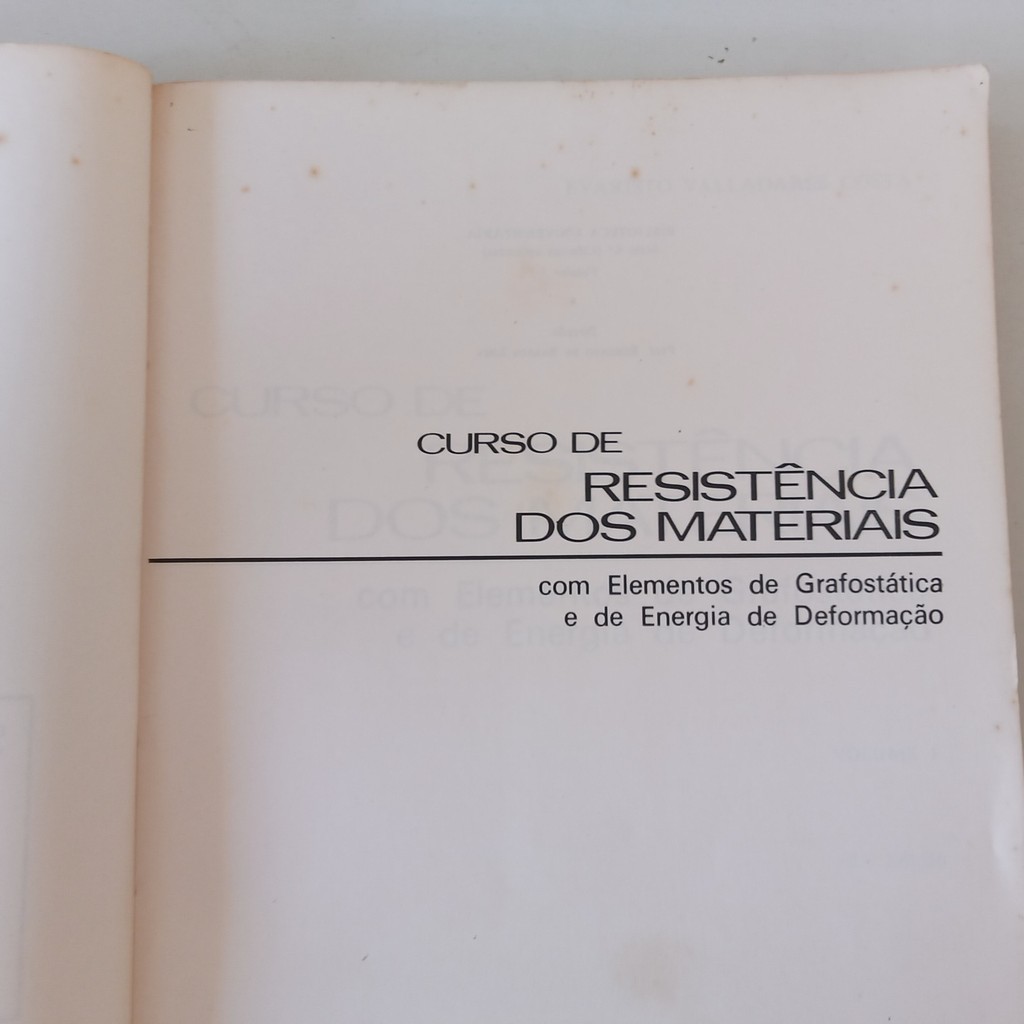 CURSO DE
RESISTÊNCIA
DOS MATERIAIS
com Elementos de Grafostática
e de Energia de Deformação